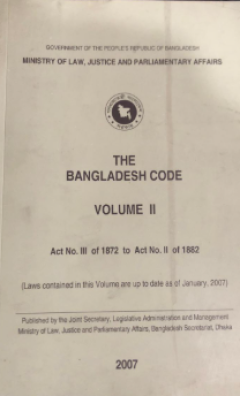 GOVERNMENT OF THE PEOPLE'S REPUBLIC OF BANGLADESH
MINISTRY OF LAW, JUSTICE AND PARLIAMENTARY AFFAIRS
THE
BANGLADESH CODE
VOLUME II
Act No. III of 1872 to Act No. II of 1882
(Laws contained in this Volume are up to date as of January, 2007)
Published by the Joint Secretary, Legislative Administration and Management
Ministry of Law, Justice and Parliamentary Affairs, Bangladesh Secretariat, Dhaka
2007